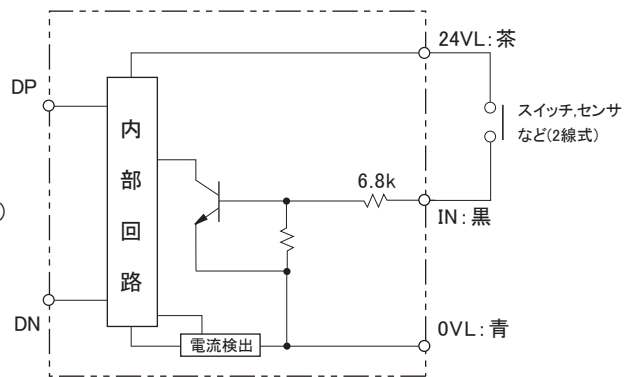 24VL：茶
DP
スイッチ,センサ
など(2線式)
内部回路
6.8k
)
IN：黒
DN
0VL：青
電流検出